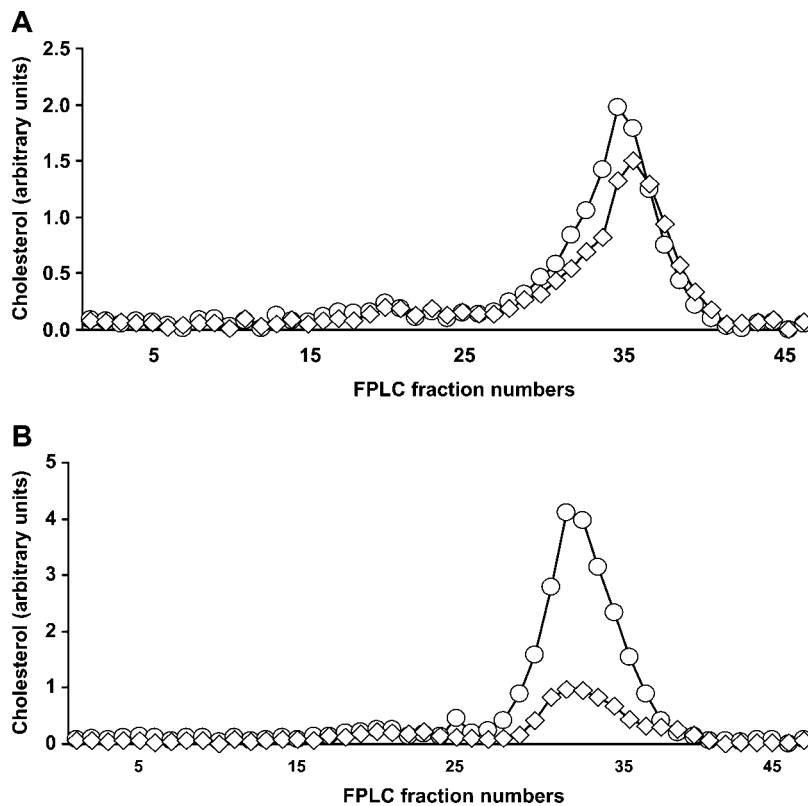 A
Cholesterol (arbitrary units)
2.5
2.0
1.5
1.0
0.5
0.0
5 15 25 35 45
FPLC fraction numbers
B
Cholesterol (arbitrary units)
5
4
3
2
1
0
5 15 25 35 45
FPLC fraction numbers